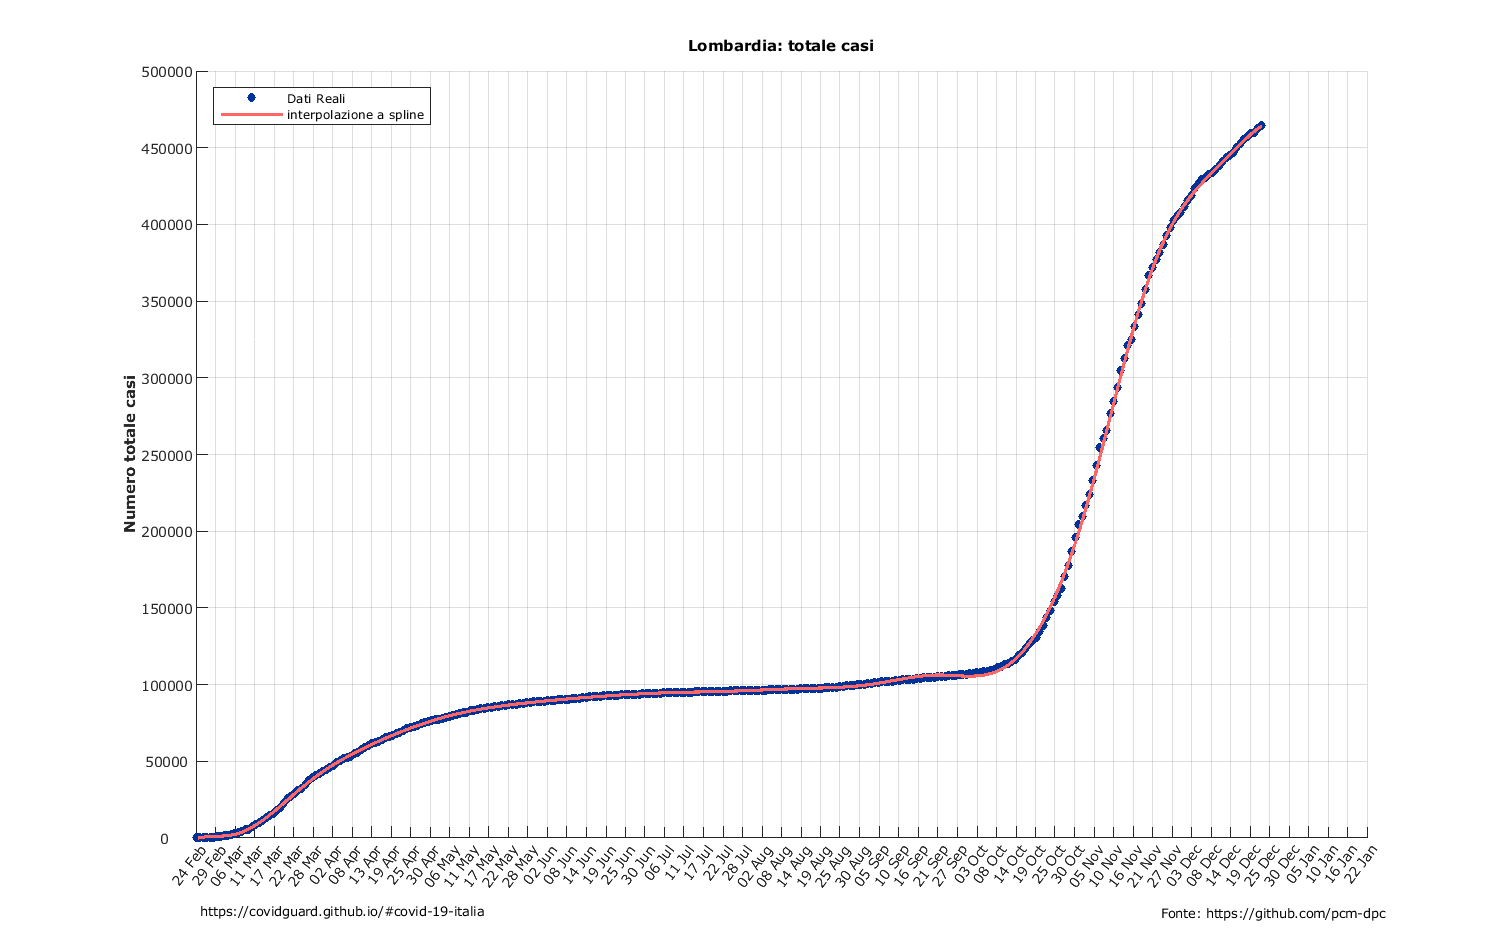 Lombardia: totale casi
500000
450000
400000
350000
300000
250000
200000
150000
100000
50000
0
Numero totale casi
Dati Reali
interpolazione a spline
24 Feb
29 Feb
06 Mar
11 Mar
17 Mar
22 Mar
28 Mar
02 Apr
08 Apr
13 Apr
19 Apr
25 Apr
30 Apr
06 May
11 May
17 May
22 May
28 May
02 Jun
08 Jun
14 Jun
19 Jun
25 Jun
30 Jun
06 Jul
11 Jul
17 Jul
22 Jul
28 Jul
02 Aug
08 Aug
14 Aug
19 Aug
25 Aug
30 Aug
05 Sep
10 Sep
16 Sep
21 Sep
27 Sep
03 Oct
08 Oct
14 Oct
19 Oct
25 Oct
30 Oct
05 Nov
10 Nov
16 Nov
21 Nov
27 Nov
03 Dec
08 Dec
14 Dec
19 Dec
25 Dec
30 Dec
05 Jan
10 Jan
16 Jan
22 Jan
https://covidguard.github.io/#covid-19-italia
Fonte: https://github.com/pcm-dpc